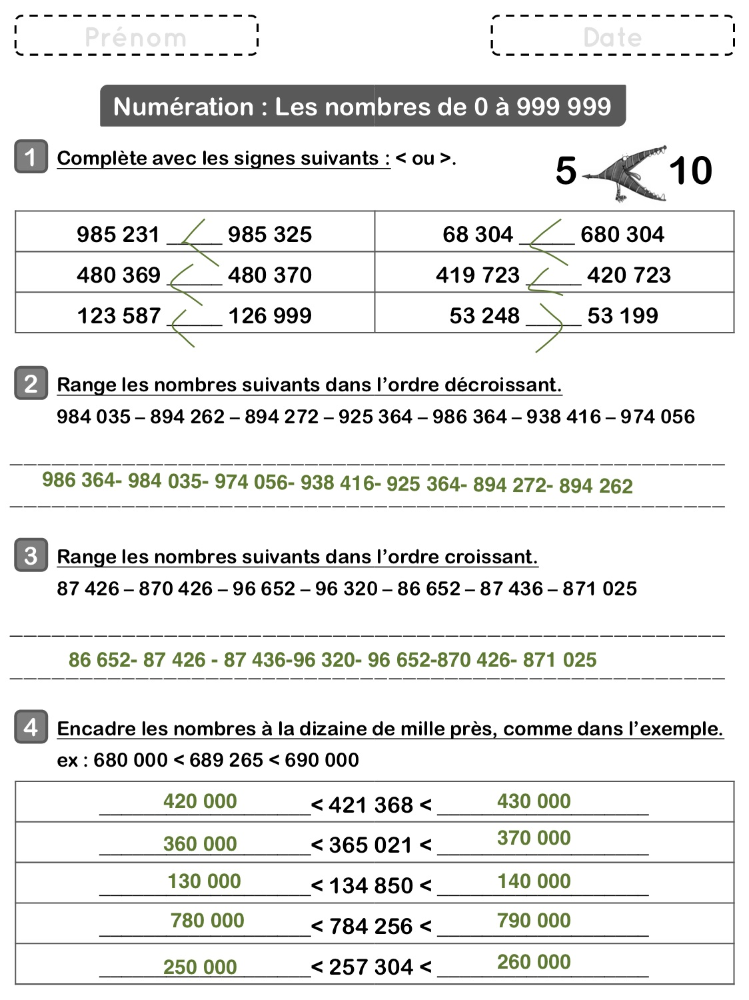 Prénom Date
Numération : Les nombres de 0 à 999 999
1 Complète avec les signes suivants : < ou >.
5 10
985 231 < 985 325 68 304 < 680 304
480 369 < 480 370 419 723 < 420 723
123 587 < 126 999 53 248 > 53 199
2 Range les nombres suivants dans l’ordre décroissant.
984 035 – 894 262 – 894 272 – 925 364 – 986 364 – 938 416 – 974 056
986 364- 984 035- 974 056- 938 416- 925 364- 894 272- 894 262
3 Range les nombres suivants dans l’ordre croissant.
87 426 – 870 426 – 96 652 – 96 320 – 86 652 – 87 436 – 871 025
86 652- 87 426 - 87 436-96 320- 96 652-870 426- 871 025
4 Encadre les nombres à la dizaine de mille près, comme dans l’exemple.
ex : 680 000 < 689 265 < 690 000
420 000 < 421 368 < 430 000
360 000 < 365 021 < 370 000
130 000 < 134 850 < 140 000
780 000 < 784 256 < 790 000
250 000 < 257 304 < 260 000